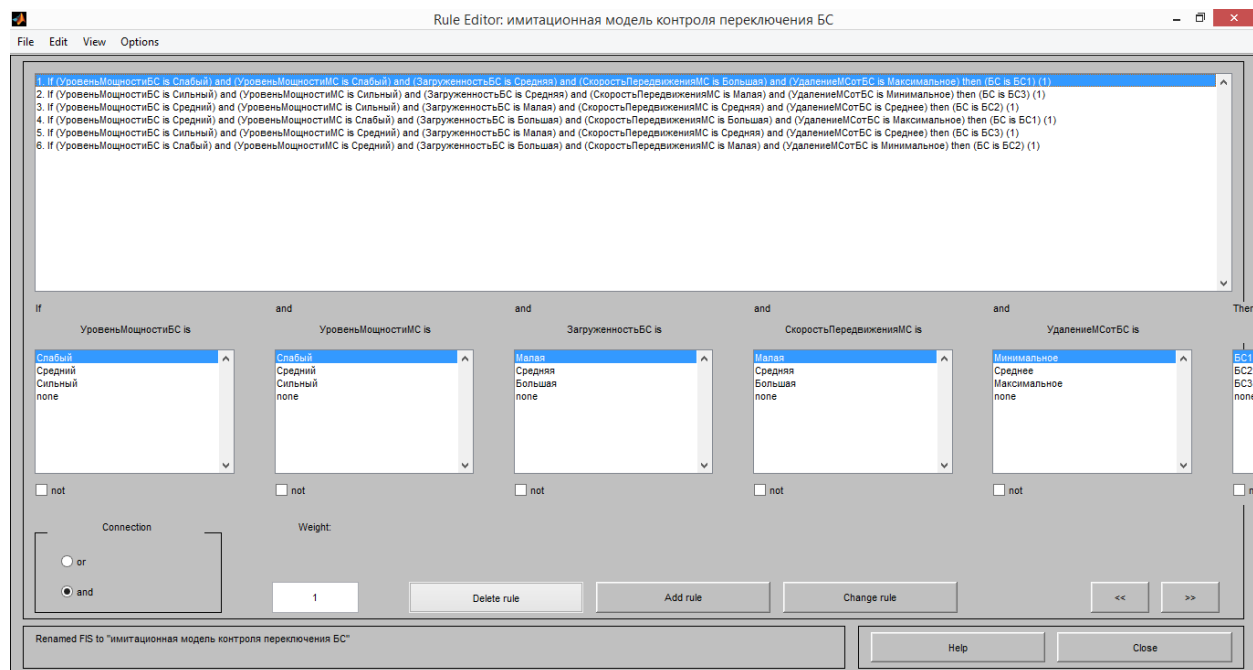 Rule Editor: имитационная модель контроля переключения БС
File Edit View Options
1. If (УровеньМощностиБС is Слабый) and (УровеньМощностиМС is Слабый) and (ЗагруженностьБС is Средняя) and (СкоростьПередвиженияМС is Большая) and (УдалениеМСотБС is Максимальное) then (БС is БС1) (1)
2. If (УровеньМощностиБС is Сильный) and (УровеньМощностиМС is Сильный) and (ЗагруженностьБС is Средняя) and (СкоростьПередвиженияМС is Малая) and (УдалениеМСотБС is Минимальное) then (БС is БС3) (1)
3. If (УровеньМощностиБС is Средний) and (УровеньМощностиМС is Сильный) and (ЗагруженностьБС is Малая) and (СкоростьПередвиженияМС is Средняя) and (УдалениеМСотБС is Среднее) then (БС is БС2) (1)
4. If (УровеньМощностиБС is Средний) and (УровеньМощностиМС is Слабый) and (ЗагруженностьБС is Большая) and (СкоростьПередвиженияМС is Большая) and (УдалениеМСотБС is Максимальное) then (БС is БС1) (1)
5. If (УровеньМощностиБС is Сильный) and (УровеньМощностиМС is Средний) and (ЗагруженностьБС is Малая) and (СкоростьПередвиженияМС is Средняя) and (УдалениеМСотБС is Среднее) then (БС is БС3) (1)
6. If (УровеньМощностиБС is Слабый) and (УровеньМощностиМС is Средний) and (ЗагруженностьБС is Большая) and (СкоростьПередвиженияМС is Малая) and (УдалениеМСотБС is Минимальное) then (БС is БС2) (1)
If and and and and Then
УровеньМощностиБС is УровеньМощностиМС is ЗагруженностьБС is СкоростьПередвиженияМС is УдалениеМСотБС is
Слабый Слабый Малая Малая Минимальное БС1
Средний Средний Средняя Средняя Среднее БС2
Сильный Сильный Большая Большая Максимальное БС3
none none none none none none
not not not not not n
Connection Weight:
or
and 1 Delete rule Add rule Change rule << >>
Renamed FIS to "имитационная модель контроля переключения БС" Help Close